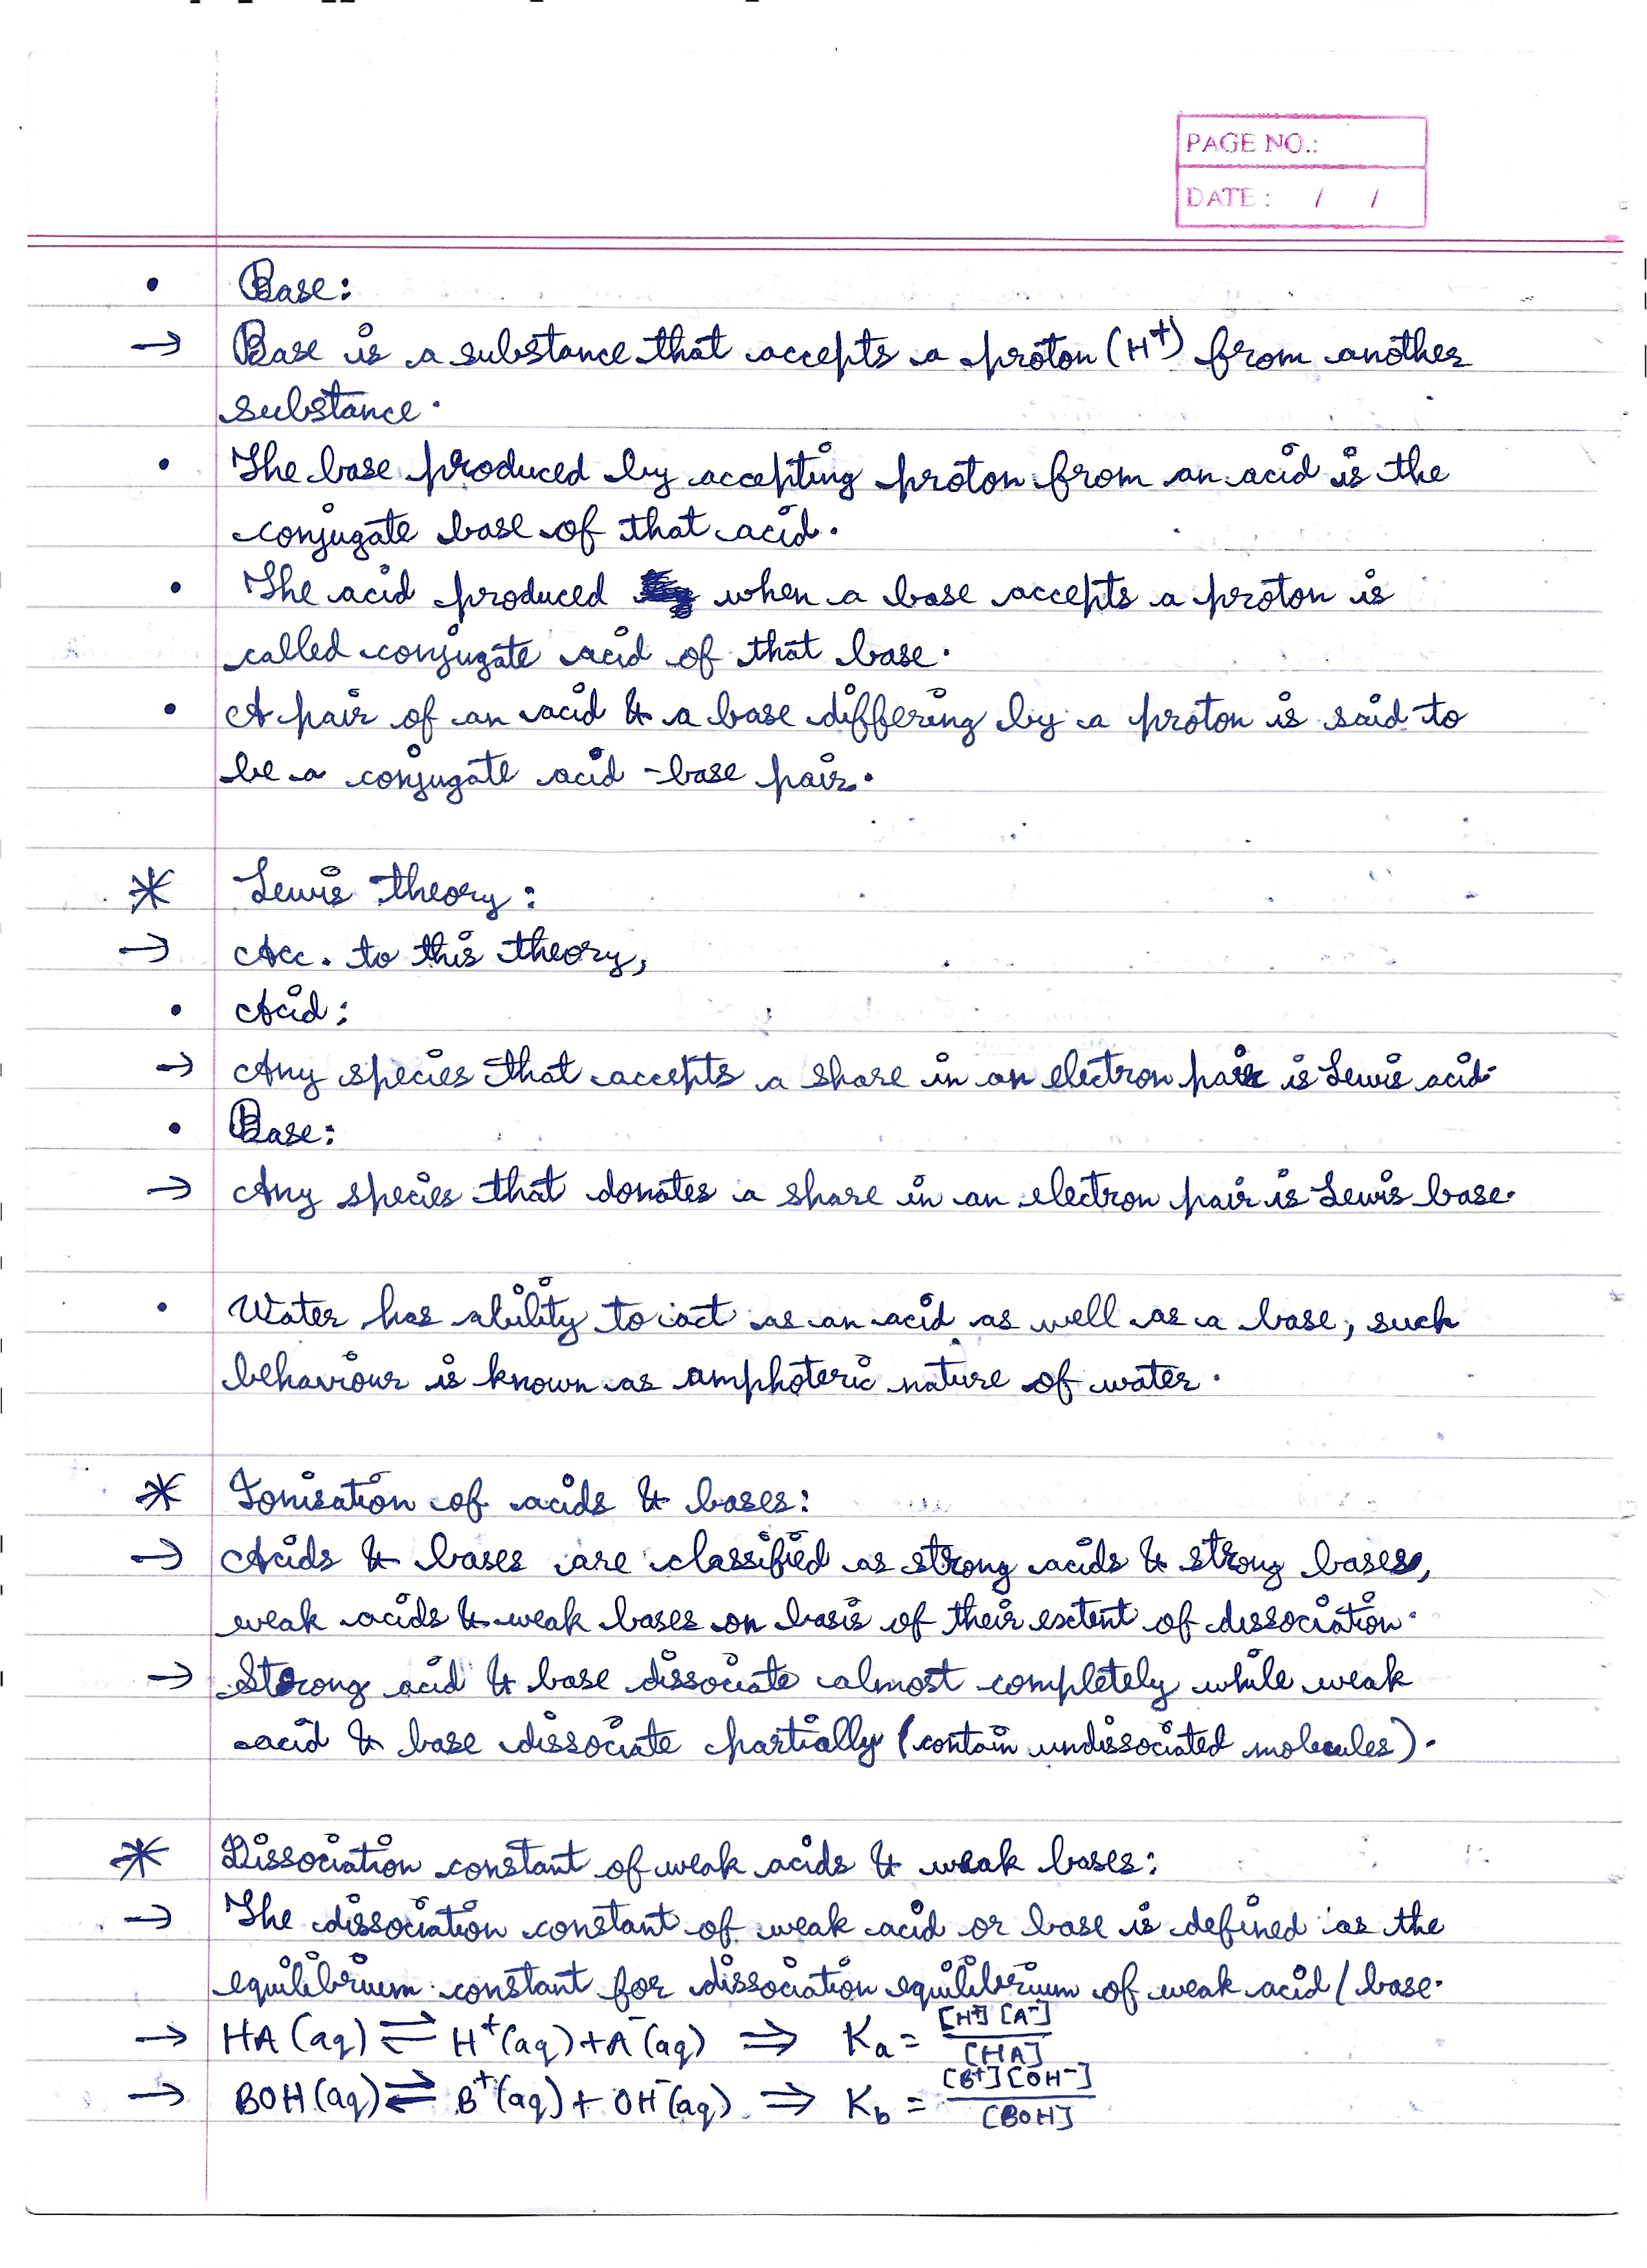 PAGE NO.:
DATE : / /
• Base:
→ Base is a substance that accepts a proton (H⁺) from another
substance.
• The base produced by accepting proton from an acid is the
conjugate base of that acid.
• The acid produced when a base accepts a proton is
called conjugate acid of that base.
• A pair of an acid & a base differing by a proton is said to
be a conjugate acid - base pair.
* Lewis theory:
→ Acc. to this theory,
• Acid:
→ Any species that accepts a share in an electron pair is Lewis acid.
• Base:
→ Any species that donates a share in an electron pair is Lewis base.
• Water has ability to act as an acid as well as a base, such
behaviour is known as amphoteric nature of water.
* Ionisation of acids & bases:
→ Acids & bases are classified as strong acids & strong bases,
weak acids & weak bases on basis of their extent of dissociation.
→ Strong acid & base dissociate almost completely while weak
acid & base dissociate partially (contain undissociated molecules).
* Dissociation constant of weak acids & weak bases:
→ The dissociation constant of weak acid or base is defined as the
equilibrium constant for dissociation equilibrium of weak acid / base.
→ HA (aq) ⇌ H⁺(aq) + A⁻(aq) ⇒ Ka = [H⁺] [A⁻] / [HA]
→ BOH (aq) ⇌ B⁺(aq) + OH⁻(aq) ⇒ Kb = [B⁺] [OH⁻] / [BOH]